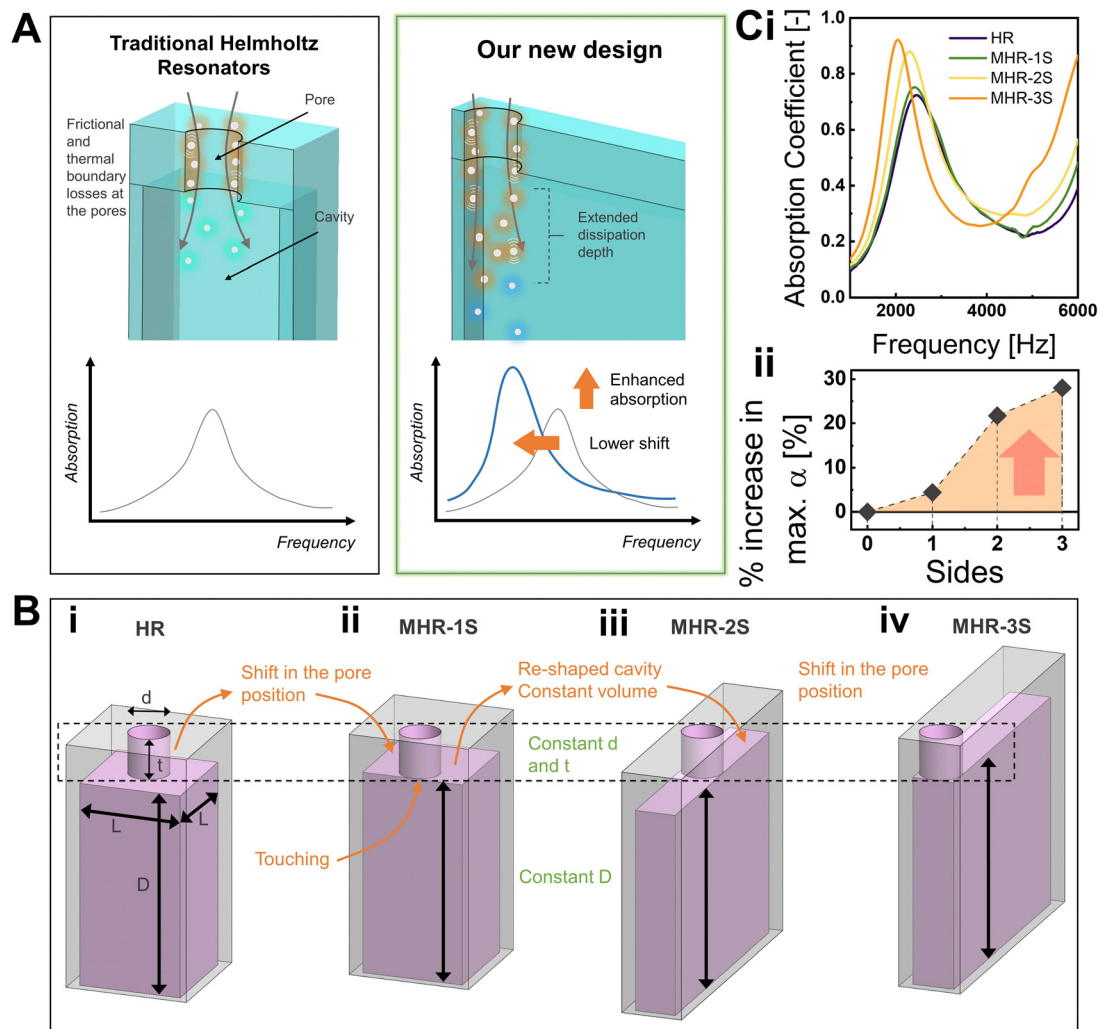 A
Traditional Helmholtz
Resonators
Pore
Frictional
and
thermal
boundary
losses at
the pores
Cavity
Absorption
Frequency
Our new design
Extended
dissipation
depth
Enhanced
absorption
Lower shift
Absorption
Frequency
Ci
Absorption Coefficient [-]
1.0
0.8
0.6
0.4
0.2
0.0
HR
MHR-1S
MHR-2S
MHR-3S
2000
4000
6000
Frequency [Hz]
ii
% increase in
max. α [%]
30
20
10
0
0
1
2
3
Sides
B
i
HR
d
t
L
L
D
Shift in the pore
position
ii
MHR-1S
Touching
Re-shaped cavity
Constant volume
Constant d
and t
Constant D
iii
MHR-2S
Shift in the pore
position
iv
MHR-3S